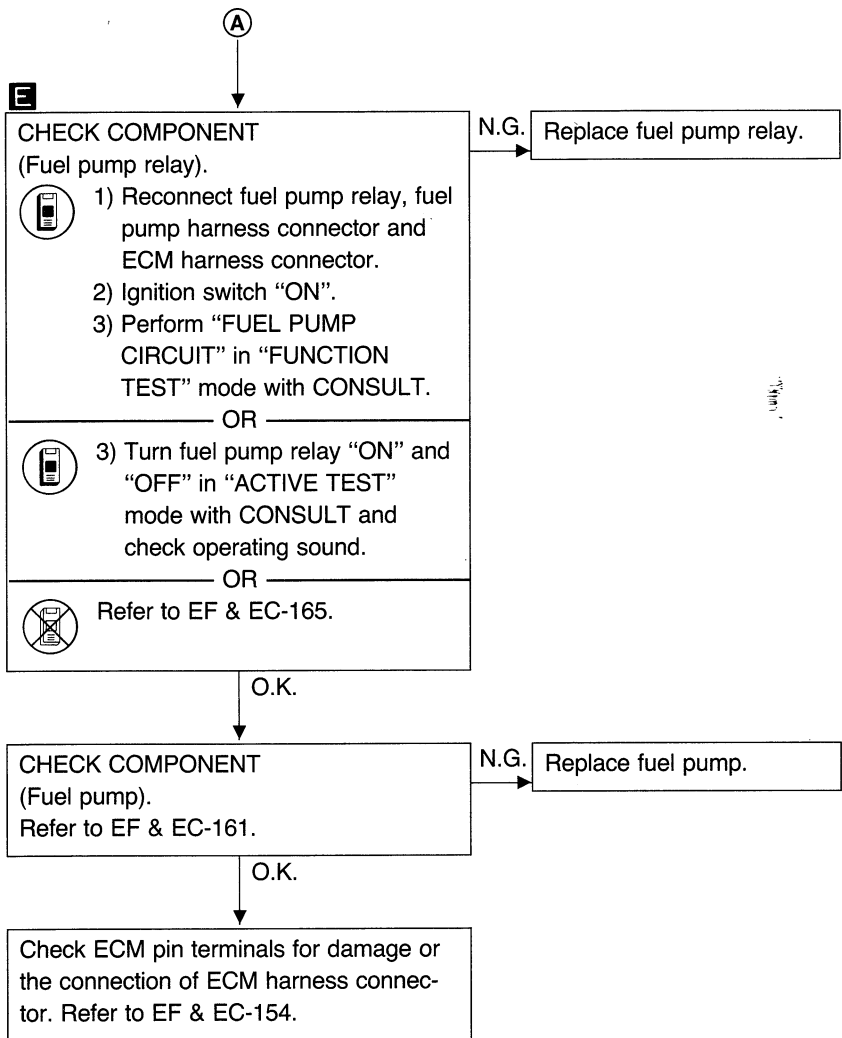 A
E
CHECK COMPONENT
(Fuel pump relay).
1) Reconnect fuel pump relay, fuel
pump harness connector and
ECM harness connector.
2) Ignition switch “ON”.
3) Perform “FUEL PUMP
CIRCUIT” in “FUNCTION
TEST” mode with CONSULT.
OR
3) Turn fuel pump relay “ON” and
“OFF” in “ACTIVE TEST”
mode with CONSULT and
check operating sound.
OR
Refer to EF & EC-165.
N.G.
Replace fuel pump relay.
O.K.
CHECK COMPONENT
(Fuel pump).
Refer to EF & EC-161.
N.G.
Replace fuel pump.
O.K.
Check ECM pin terminals for damage or
the connection of ECM harness connec-
tor. Refer to EF & EC-154.